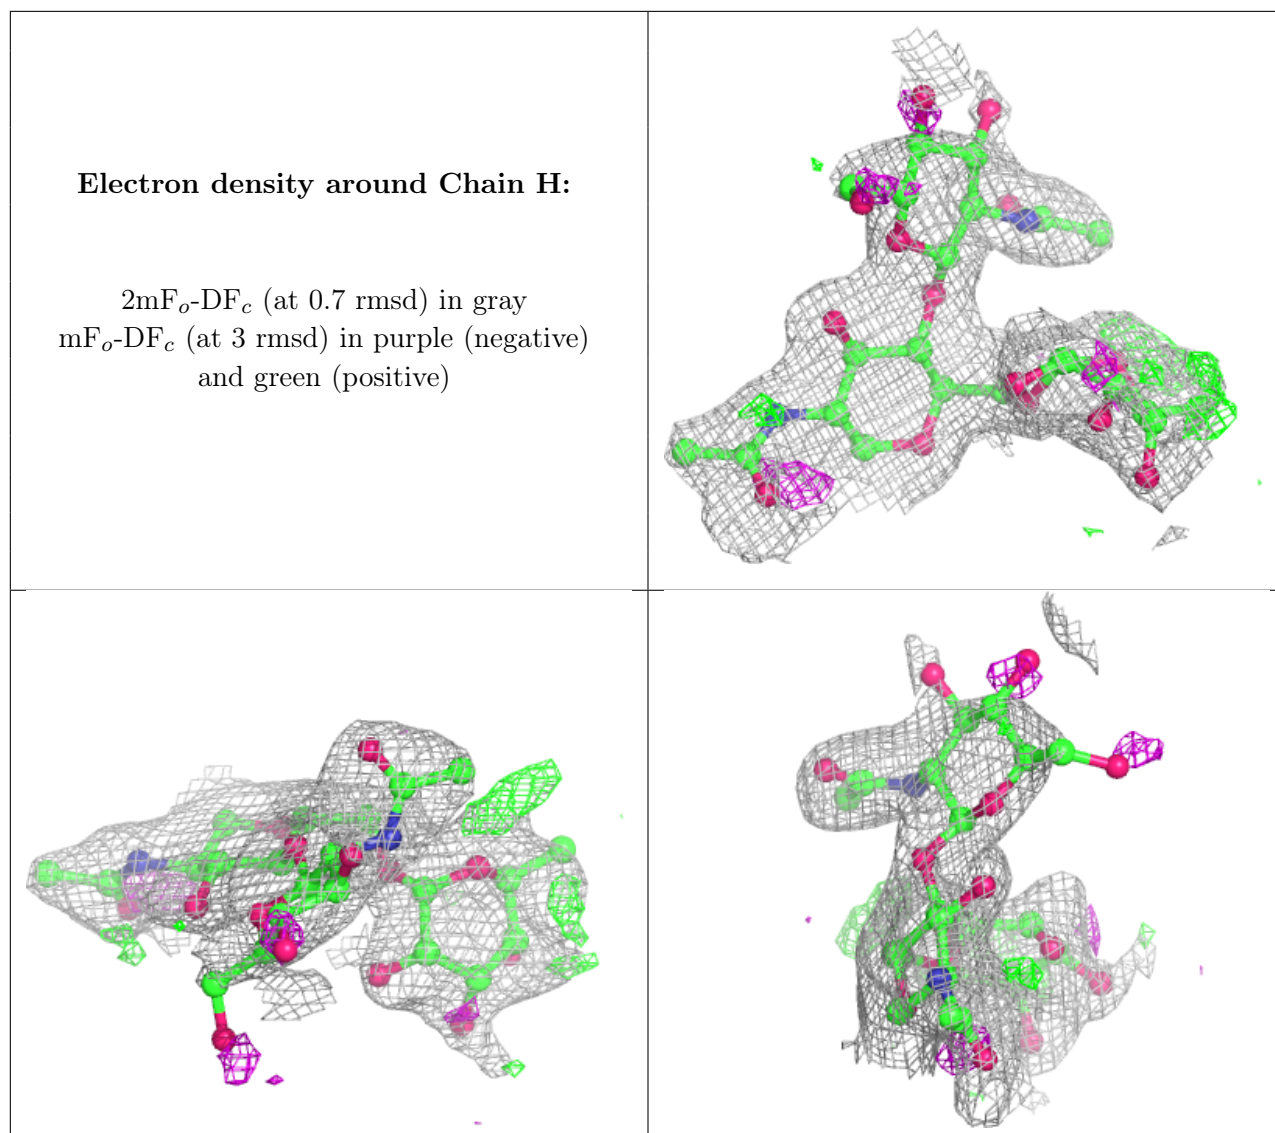 Electron density around Chain H:
2mFₒ-DF𝒸 (at 0.7 rmsd) in gray
mFₒ-DF𝒸 (at 3 rmsd) in purple (negative)
and green (positive)